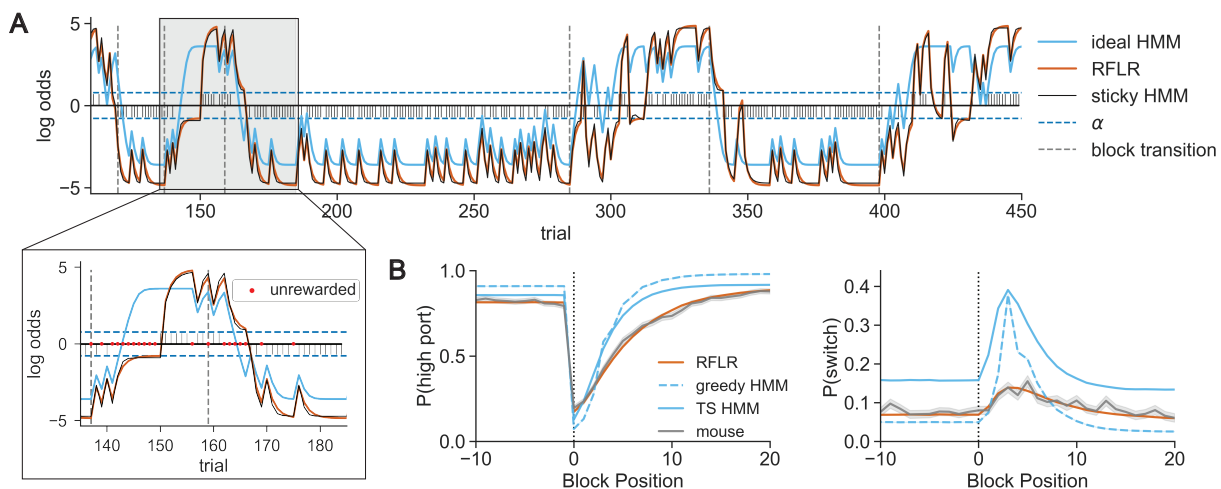 A
5
0
−5
log odds
150
200
250
300
350
400
450
trial
ideal HMM
RFLR
sticky HMM
α
block transition
5
0
−5
log odds
unrewarded
140
150
160
170
180
trial
B
1.0
0.5
0.0
P(high port)
RFLR
greedy HMM
TS HMM
mouse
−10
0
10
20
Block Position
0.4
0.3
0.2
0.1
0.0
P(switch)
−10
0
10
20
Block Position